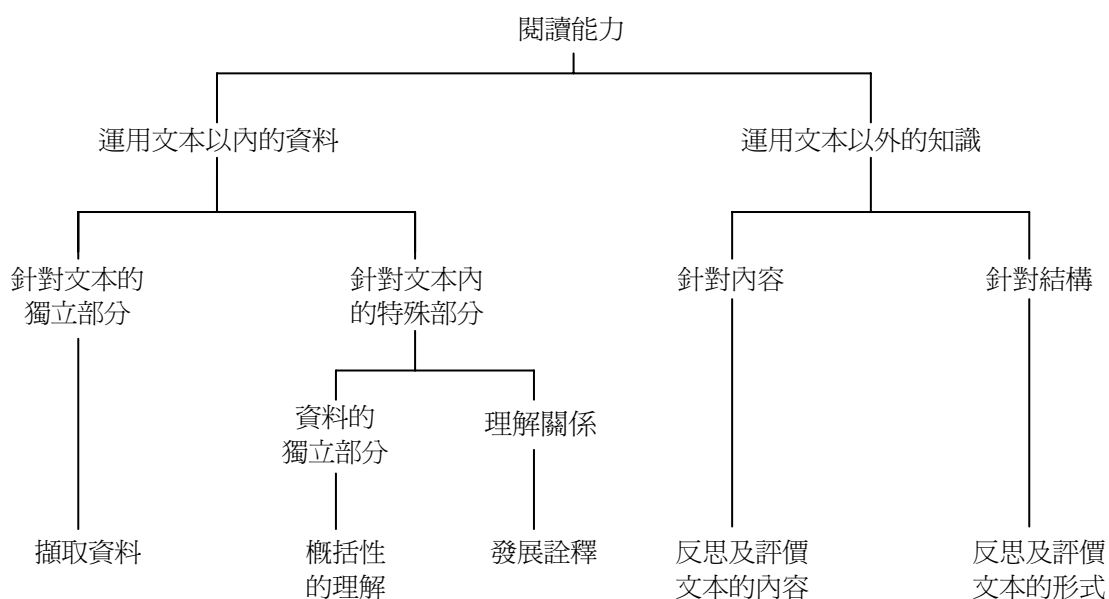 閱讀能力
運用文本以內的資料
運用文本以外的知識
針對文本的
獨立部分
針對文本內
的特殊部分
針對內容
針對結構
資料的
獨立部分
理解關係
擷取資料
概括性
的理解
發展詮釋
反思及評價
文本的內容
反思及評價
文本的形式